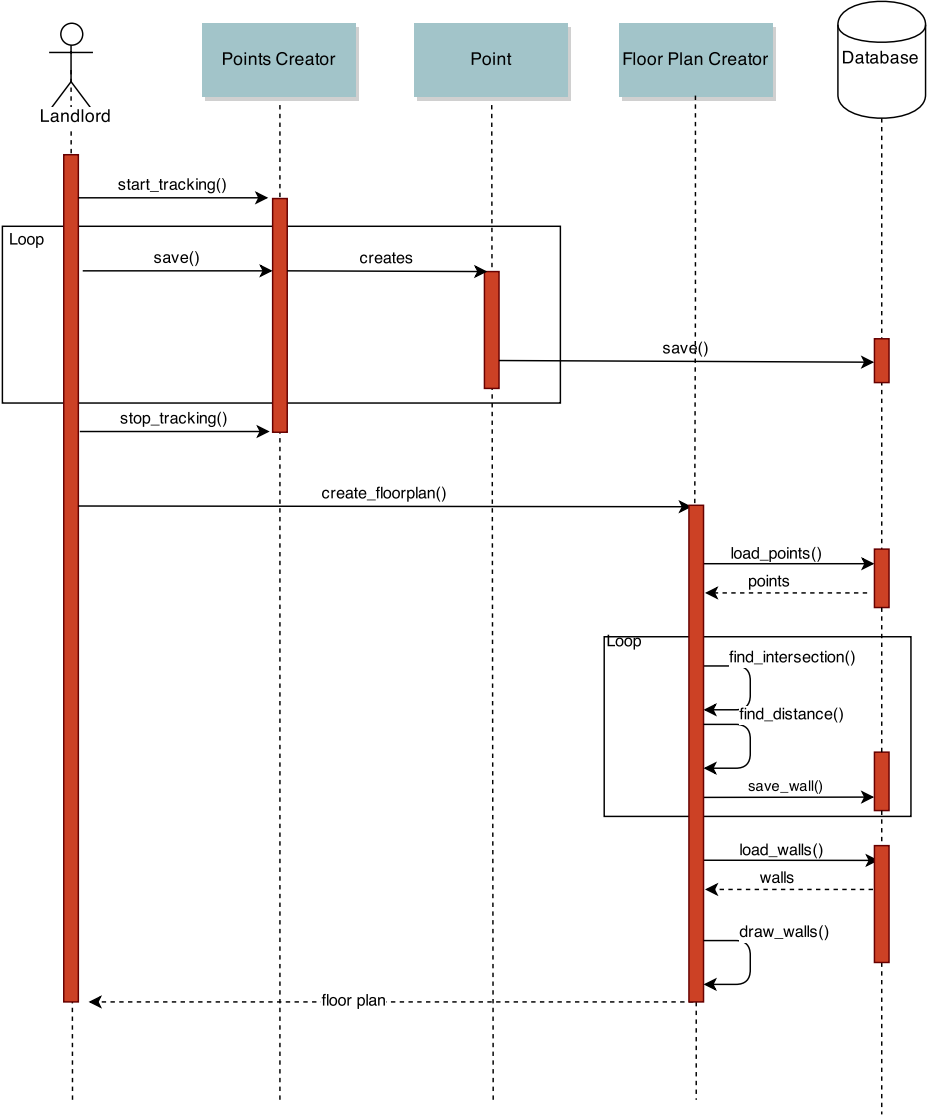 Landlord
Points Creator
Point
Floor Plan Creator
Database
start_tracking()
Loop
save()
creates
save()
stop_tracking()
create_floorplan()
load_points()
points
Loop
find_intersection()
find_distance()
save_wall()
load_walls()
walls
draw_walls()
floor plan